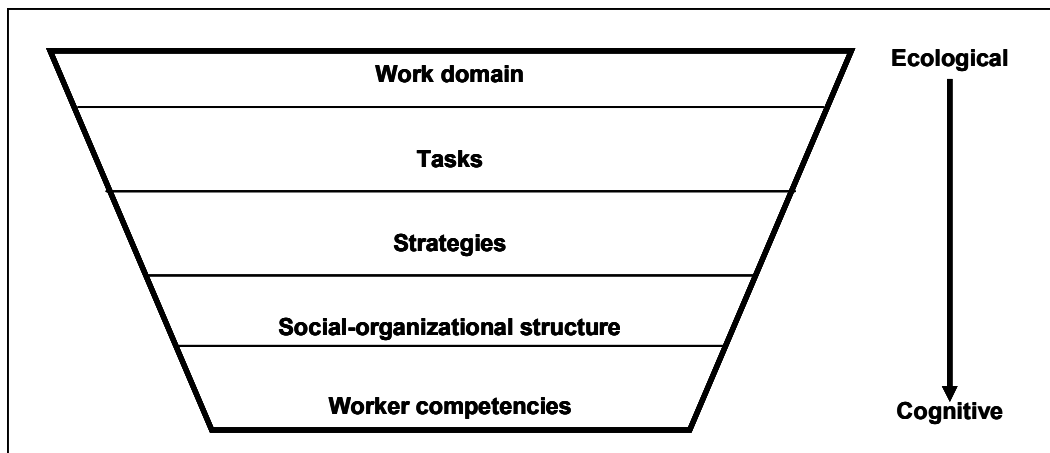 Work domain
Ecological
Tasks
Strategies
Social-organizational structure
Worker competencies
Cognitive